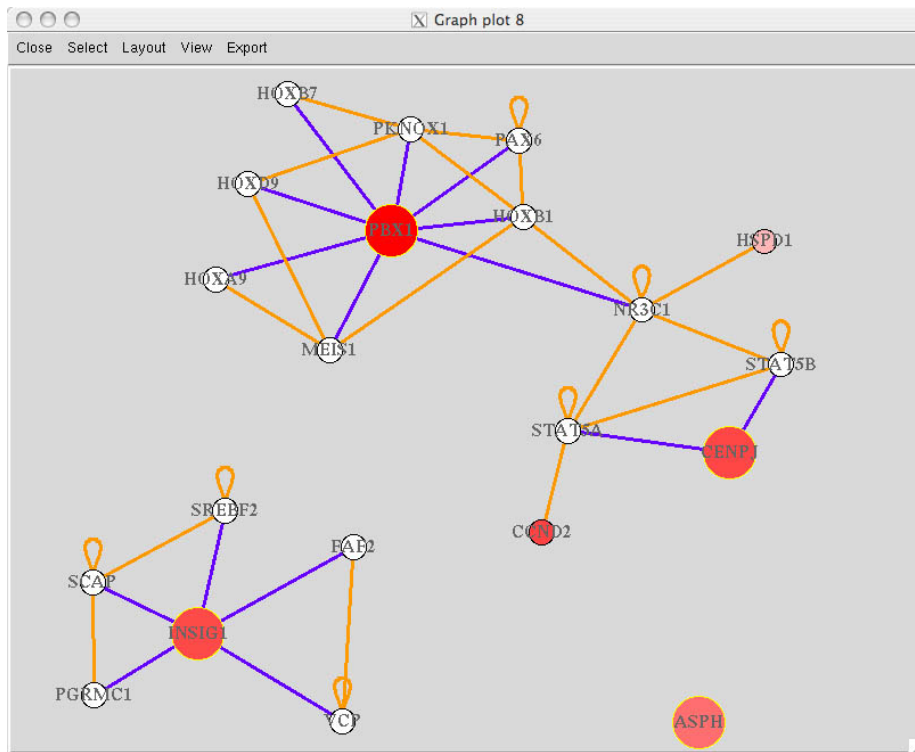 Graph plot 8
Close Select Layout View Export
HOXB7
PKNOX1
PAX6
HOXD9
HOXB1
PBX1
HSPD1
HOXA9
NR3C1
MEIS1
STAT5B
STAT5A
CENPJ
SREBF2
CCND2
FAF2
SCAP
INSIG1
PGRMC1
VCP
ASPH